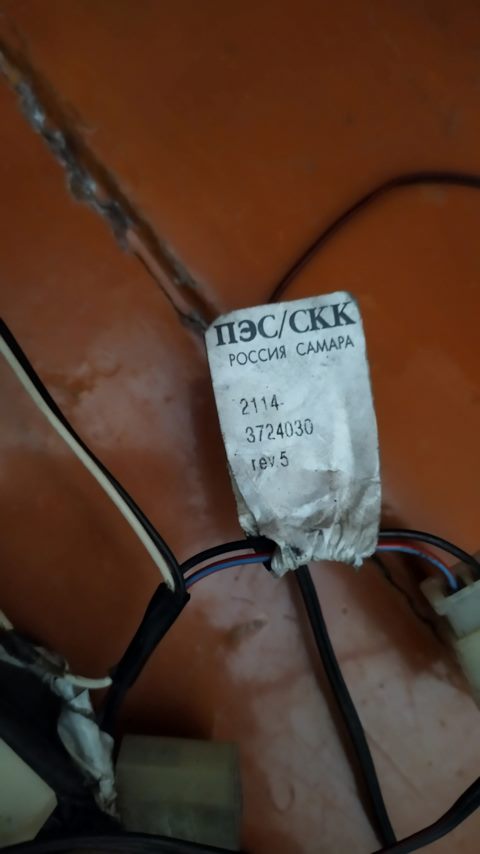 ПЭС/СКК
РОССИЯ САМАРА
2114-
3724030
rev.5